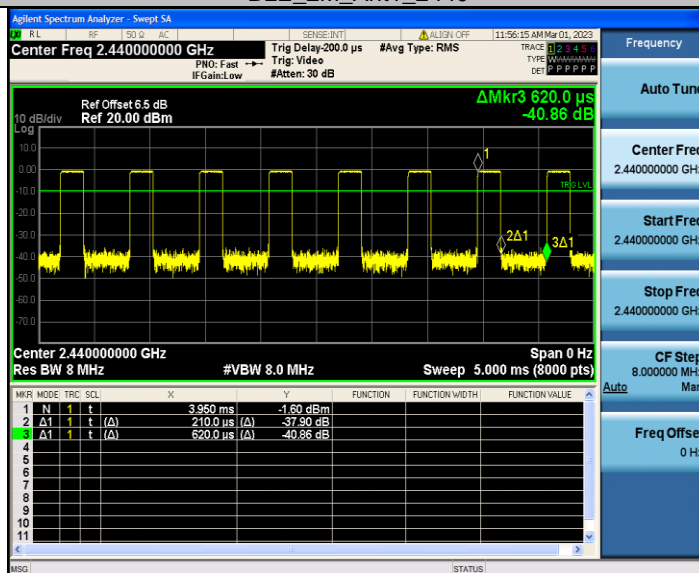 Agilent Spectrum Analyzer - Swept SA
RL RF 50 Ω AC SENSE:INT ALIGN OFF 11:56:15 AM Mar 01, 2023
Center Freq 2.440000000 GHz
PNO: Fast
IFGain:Low
Trig Delay-200.0 µs
Trig: Video
#Atten: 30 dB
#Avg Type: RMS
TRACE 1 2 3 4 5 6
TYPE W
DET P P P P P P
Frequency
Auto Tune
Center Freq
2.440000000 GHz
Start Freq
2.440000000 GHz
Stop Freq
2.440000000 GHz
CF Step
8.000000 MHz
Auto Man
Freq Offset
0 Hz
10 dB/div
Log
Ref Offset 6.5 dB
Ref 20.00 dBm
ΔMkr3 620.0 µs
-40.86 dB
10.0
0.00
-10.0
-20.0
-30.0
-40.0
-50.0
-60.0
-70.0
1
TRIG LVL
2Δ1
3Δ1
Center 2.440000000 GHz
Span 0 Hz
Res BW 8 MHz
#VBW 8.0 MHz
Sweep 5.000 ms (8000 pts)
MKR MODE TRC SCL X Y FUNCTION FUNCTION WIDTH FUNCTION VALUE
1 N 1 t 3.950 ms -1.60 dBm
2 Δ1 1 t (Δ) 210.0 µs (Δ) -37.90 dB
3 Δ1 1 t (Δ) 620.0 µs (Δ) -40.86 dB
4
5
6
7
8
9
10
11
MSG
STATUS